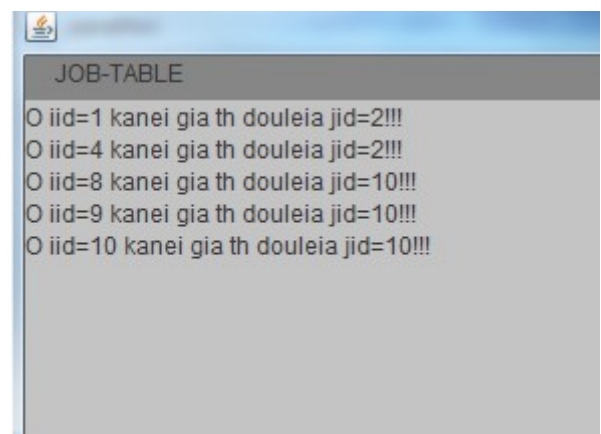 JOB-TABLE
O iid=1 kanei gia th douleia jid=2!!!
O iid=4 kanei gia th douleia jid=2!!!
O iid=8 kanei gia th douleia jid=10!!!
O iid=9 kanei gia th douleia jid=10!!!
O iid=10 kanei gia th douleia jid=10!!!